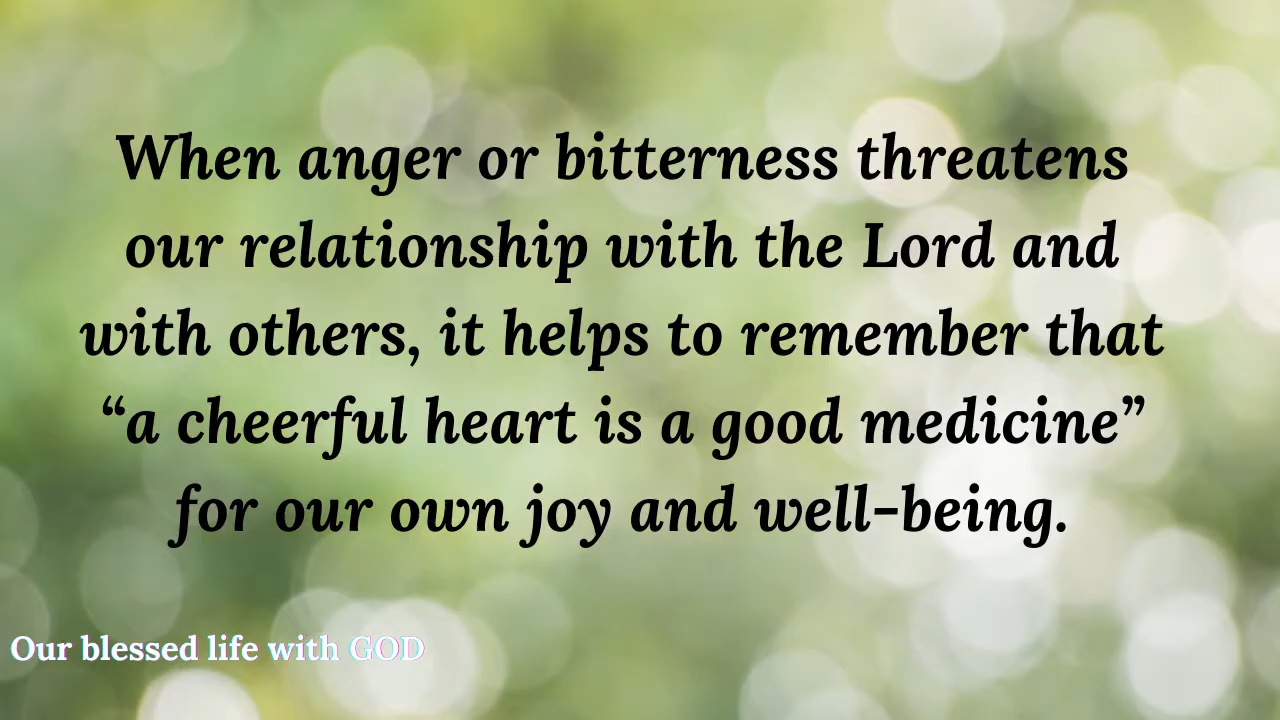 When anger or bitterness threatens
our relationship with the Lord and
with others, it helps to remember that
“a cheerful heart is a good medicine”
for our own joy and well-being.
Our blessed life with GOD